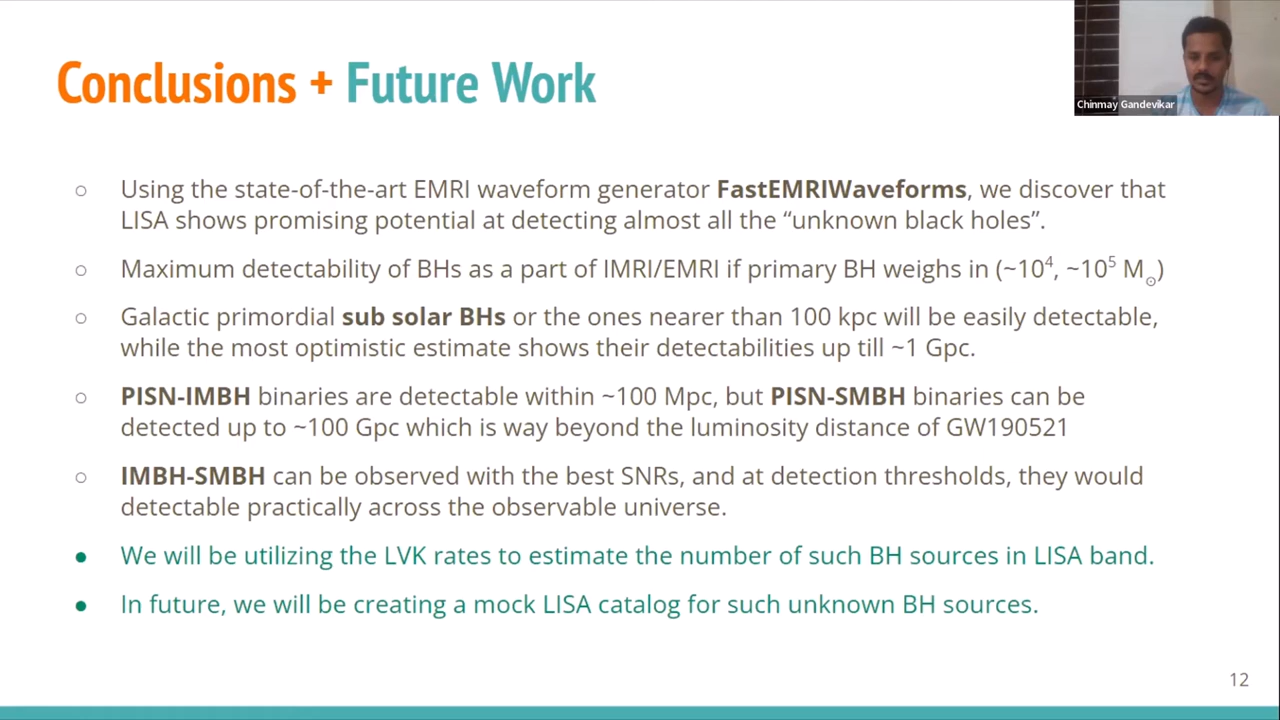 Conclusions + Future Work
Chinmay Gandevikar
○ Using the state-of-the-art EMRI waveform generator FastEMRIWaveforms, we discover that
LISA shows promising potential at detecting almost all the “unknown black holes”.
○ Maximum detectability of BHs as a part of IMRI/EMRI if primary BH weighs in (~10⁴, ~10⁵ M☉)
○ Galactic primordial sub solar BHs or the ones nearer than 100 kpc will be easily detectable,
while the most optimistic estimate shows their detectabilities up till ~1 Gpc.
○ PISN-IMBH binaries are detectable within ~100 Mpc, but PISN-SMBH binaries can be
detected up to ~100 Gpc which is way beyond the luminosity distance of GW190521
○ IMBH-SMBH can be observed with the best SNRs, and at detection thresholds, they would
detectable practically across the observable universe.
● We will be utilizing the LVK rates to estimate the number of such BH sources in LISA band.
● In future, we will be creating a mock LISA catalog for such unknown BH sources.
12